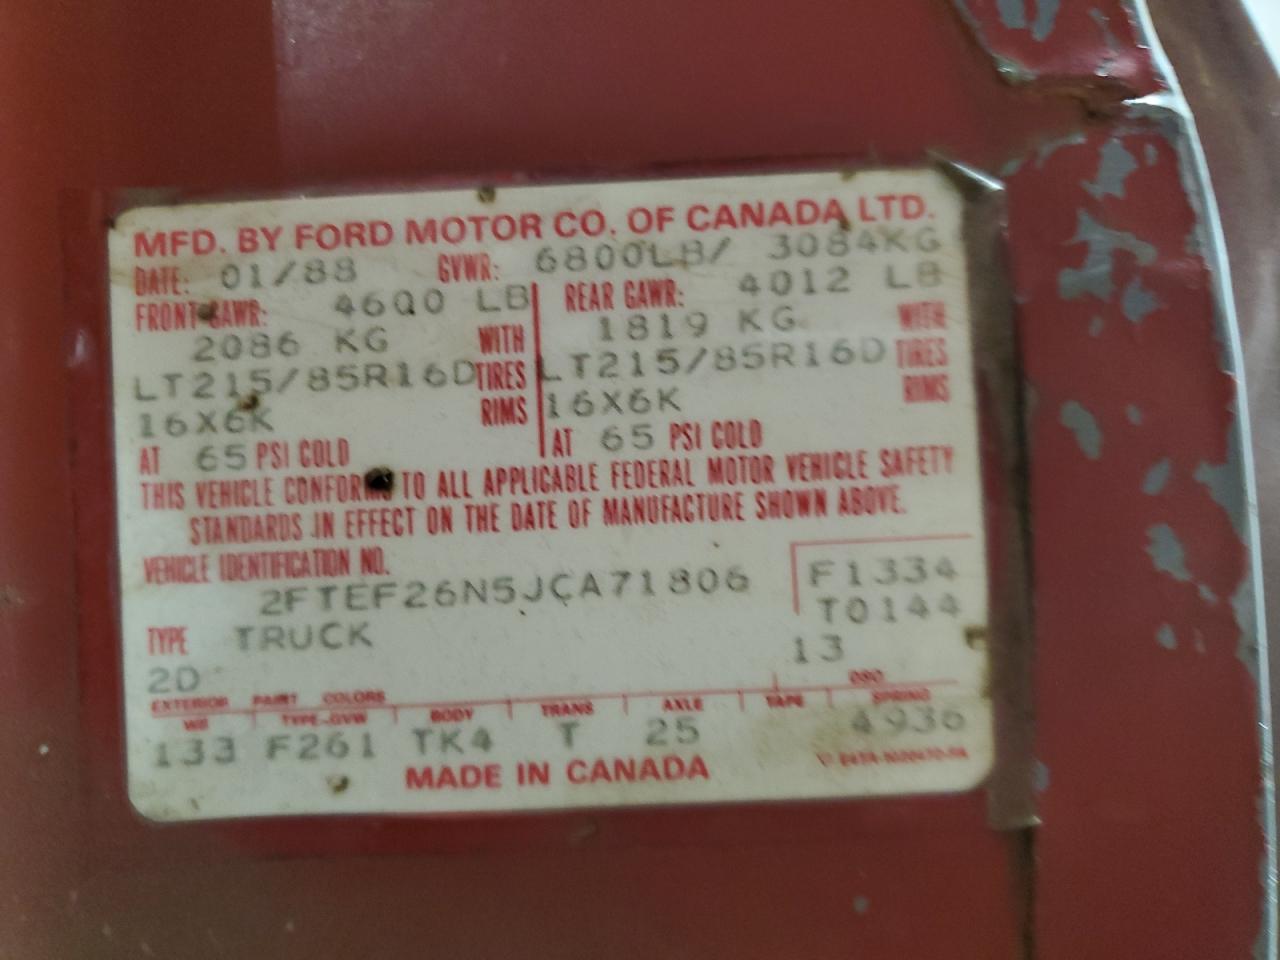 MFD. BY FORD MOTOR CO. OF CANADA LTD.
DATE: 01/88 GVWR: 6800LB/ 3084KG
FRONT GAWR: 4600 LB REAR GAWR: 4012 LB
2086 KG WITH 1819 KG WITH
LT215/85R16D TIRES LT215/85R16D TIRES
16X6K RIMS 16X6K RIMS
AT 65 PSI COLD AT 65 PSI COLD
THIS VEHICLE CONFORMS TO ALL APPLICABLE FEDERAL MOTOR VEHICLE SAFETY
STANDARDS IN EFFECT ON THE DATE OF MANUFACTURE SHOWN ABOVE.
VEHICLE IDENTIFICATION NO.
2FTEF26N5JCA71806 F1334
T0144
TYPE TRUCK 13
2D
EXTERIOR PAINT COLORS DSO
WB TYPE-GVW BODY TRANS AXLE TAPE SPRING
133 F261 TK4 T 25 4936
MADE IN CANADA